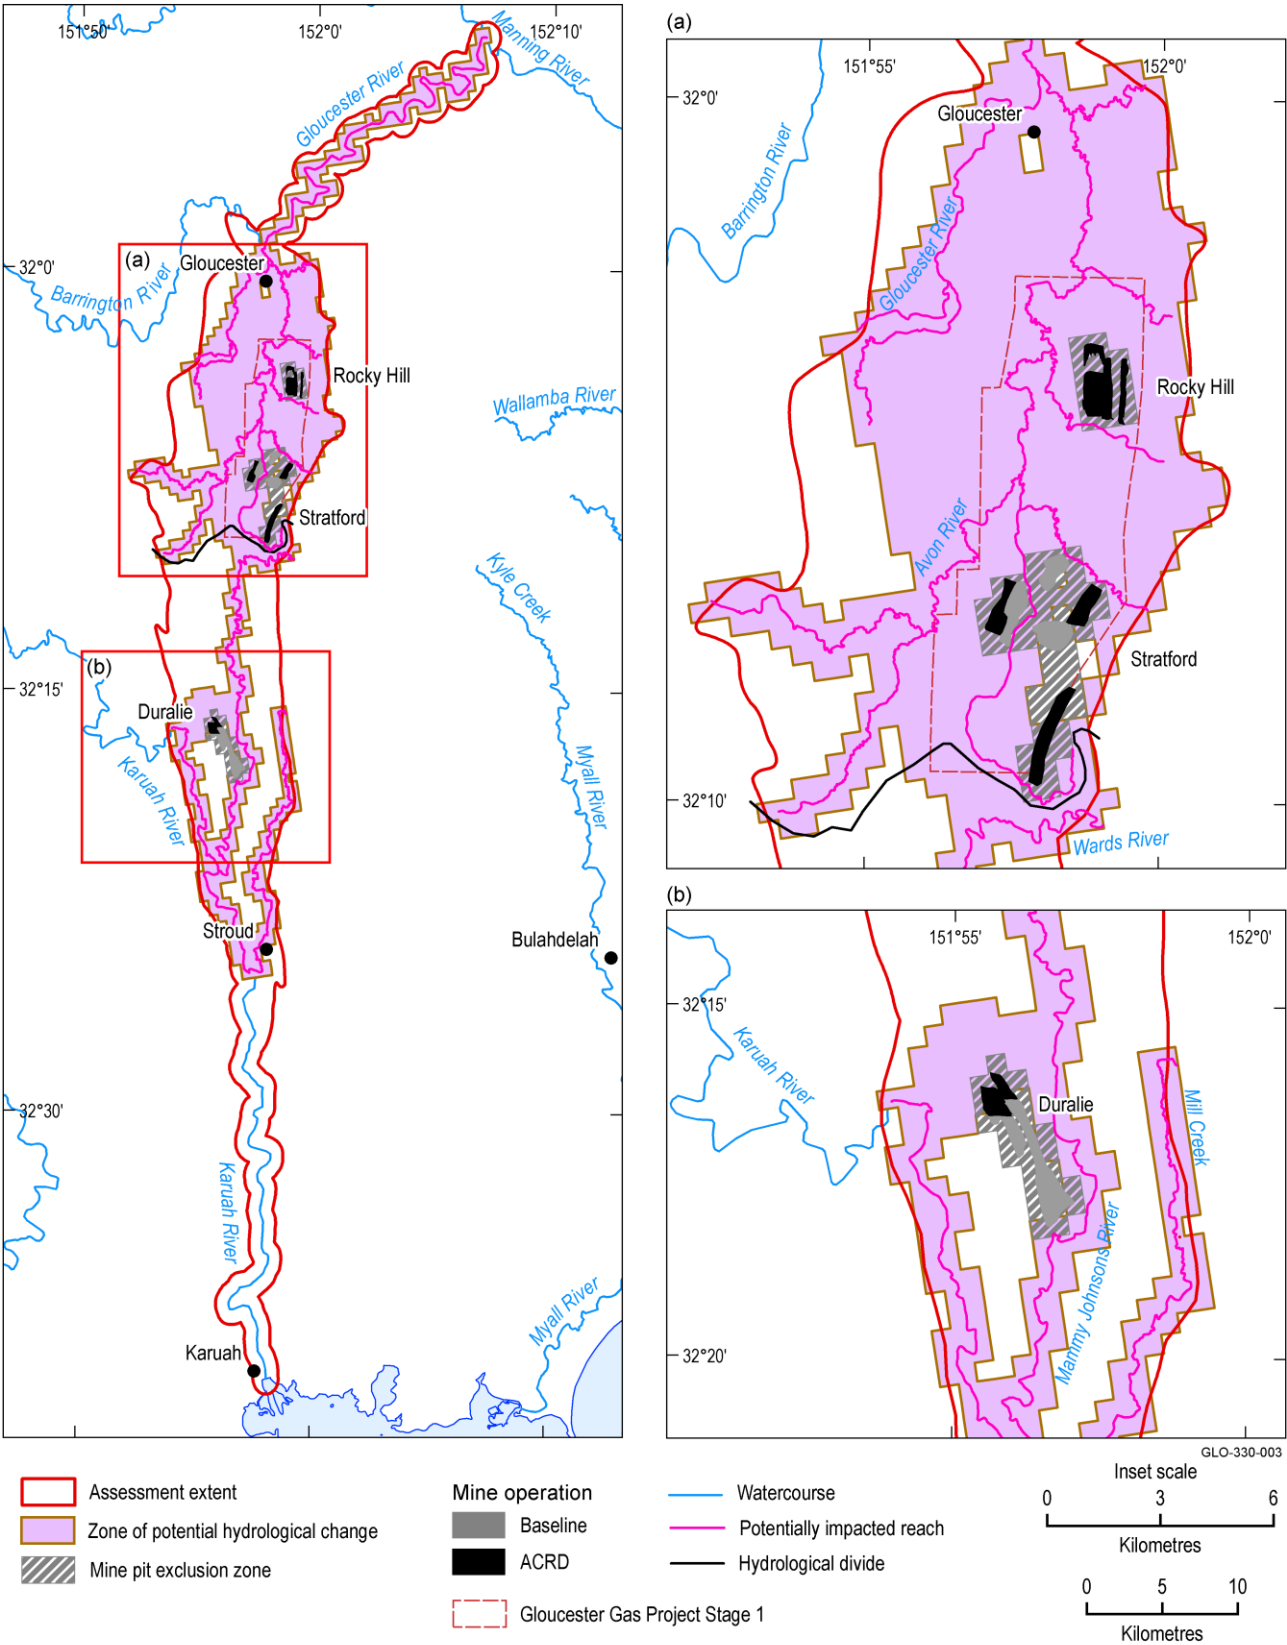 151°50'
152°0'
152°10'
Manning River
Gloucester River
32°0'
(a)
Gloucester
Barrington River
Rocky Hill
Wallamba River
Stratford
Kyle Creek
(b)
32°15'
Duralie
Karuah River
Myall River
Stroud
Bulahdelah
32°30'
Karuah River
Myall River
Karuah
(a)
151°55'
152°0'
32°0'
Gloucester
Barrington River
Gloucester River
Rocky Hill
Avon River
Stratford
32°10'
Wards River
(b)
151°55'
152°0'
32°15'
Karuah River
Duralie
Mill Creek
Mammy Johnsons River
32°20'
GLO-330-003
Assessment extent
Zone of potential hydrological change
Mine pit exclusion zone
Mine operation
Baseline
ACRD
Gloucester Gas Project Stage 1
Watercourse
Potentially impacted reach
Hydrological divide
Inset scale
0 3 6
Kilometres
0 5 10
Kilometres